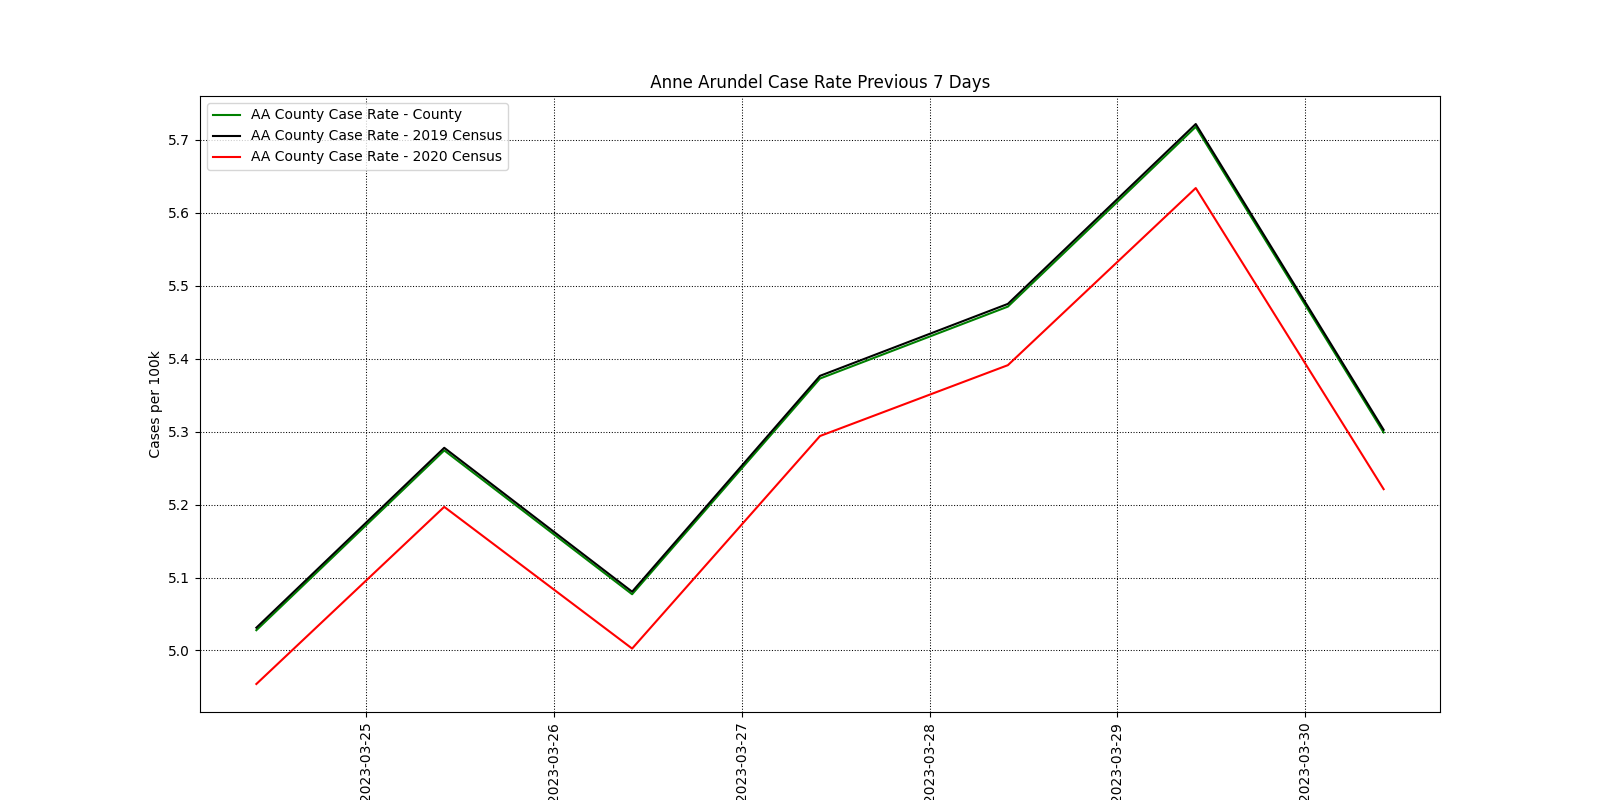 Anne Arundel Case Rate Previous 7 Days
AA County Case Rate - County
AA County Case Rate - 2019 Census
AA County Case Rate - 2020 Census
Cases per 100k
5.7
5.6
5.5
5.4
5.3
5.2
5.1
5.0
2023-03-25
2023-03-26
2023-03-27
2023-03-28
2023-03-29
2023-03-30